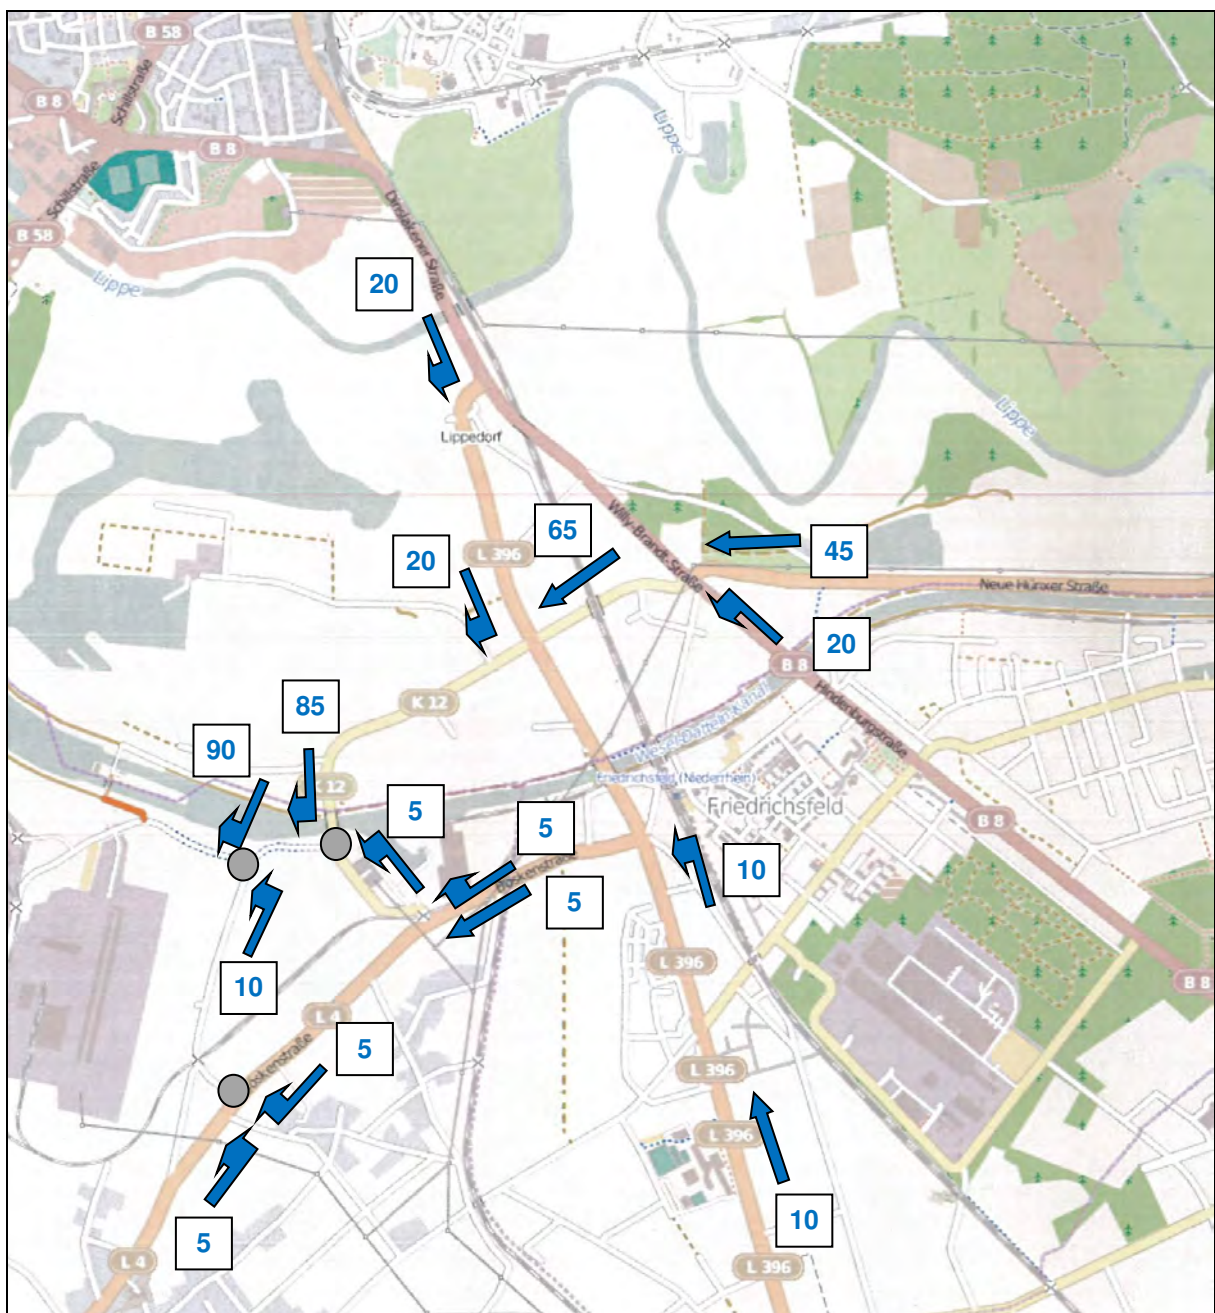 B 58
B 8
Schillstraße
B 8
Schillstraße
B 58
Lippe
Lippe
Dinslakener Straße
20
Lippe
Lippedorf
Willy-Brandt-Straße
65
45
L 396
20
Neue Hünxer Straße
20
B 8
K 12
85
Hindenburgstraße
90
Wesel-Datteln-Kanal
Friedrichsfeld (Niederrhein)
12
Friedrichsfeld
5
5
B 8
10
5
L 396
B 8
10
L 4
5
L 396
L 396
10
5
L 4
L 396